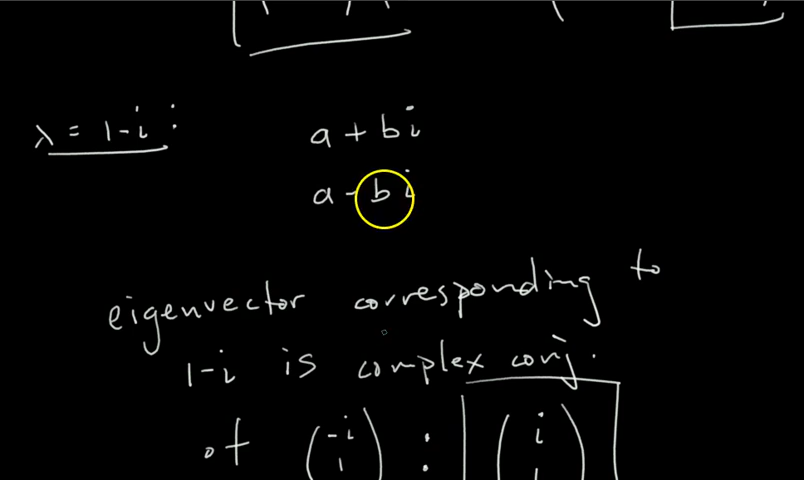 λ = 1-i :
a + bi
a - bi
eigenvector corresponding to
1-i is complex conj.
of (-i 1) : (i 1)